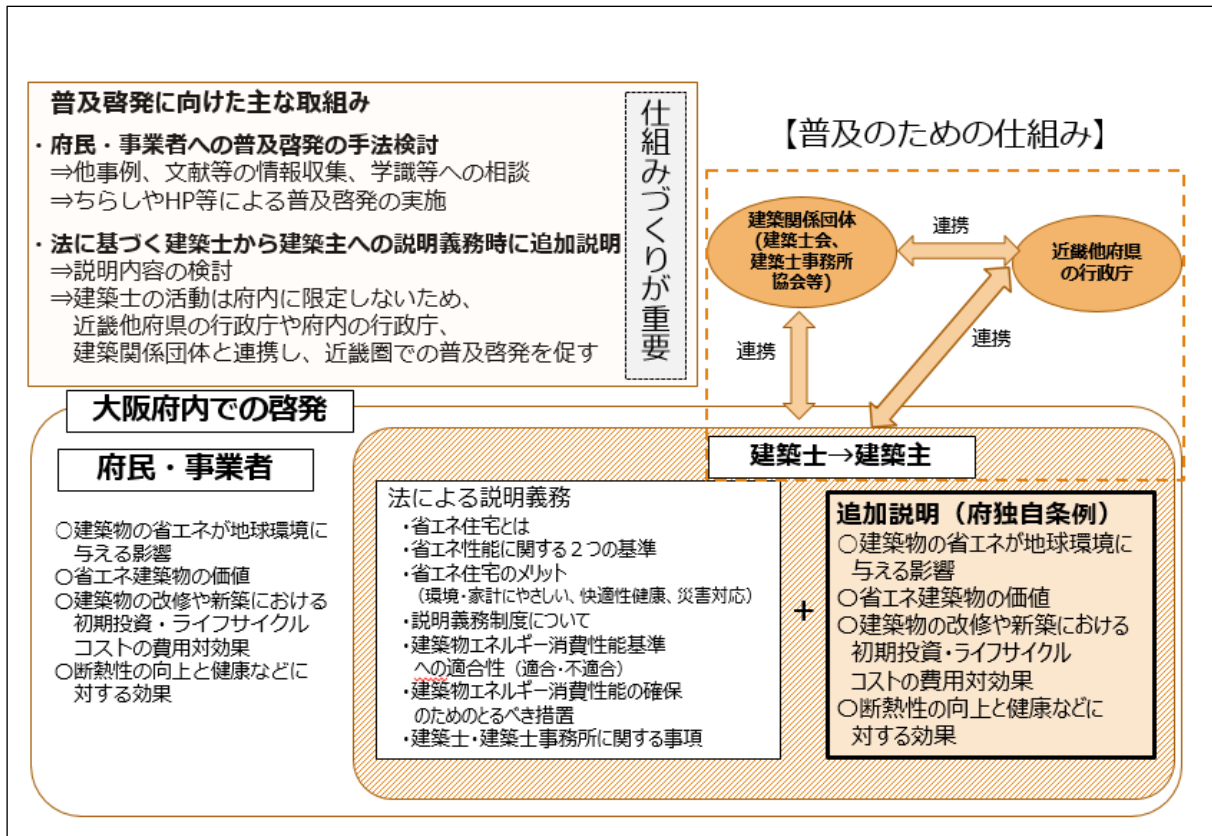 普及啓発に向けた主な取組み
・府民・事業者への普及啓発の手法検討
⇒他事例、文献等の情報収集、学識等への相談
⇒ちらしやHP等による普及啓発の実施
・法に基づく建築士から建築主への説明義務時に追加説明
⇒説明内容の検討
⇒建築士の活動は府内に限定しないため、
近畿他府県の行政庁や府内の行政庁、
建築関係団体と連携し、近畿圏での普及啓発を促す
仕組みづくりが重要
【普及のための仕組み】
建築関係団体
(建築士会、
建築士事務所
協会等)
連携
近畿他府県
の行政庁
連携
連携
大阪府内での啓発
府民・事業者
○建築物の省エネが地球環境に
与える影響
○省エネ建築物の価値
○建築物の改修や新築における
初期投資・ライフサイクル
コストの費用対効果
○断熱性の向上と健康などに
対する効果
建築士→建築主
法による説明義務
・省エネ住宅とは
・省エネ性能に関する２つの基準
・省エネ住宅のメリット
（環境・家計にやさしい、快適性健康、災害対応）
・説明義務制度について
・建築物エネルギー消費性能基準
への適合性（適合・不適合）
・建築物エネルギー消費性能の確保
のためのとるべき措置
・建築士・建築士事務所に関する事項
+
追加説明（府独自条例）
○建築物の省エネが地球環境に
与える影響
○省エネ建築物の価値
○建築物の改修や新築における
初期投資・ライフサイクル
コストの費用対効果
○断熱性の向上と健康などに
対する効果